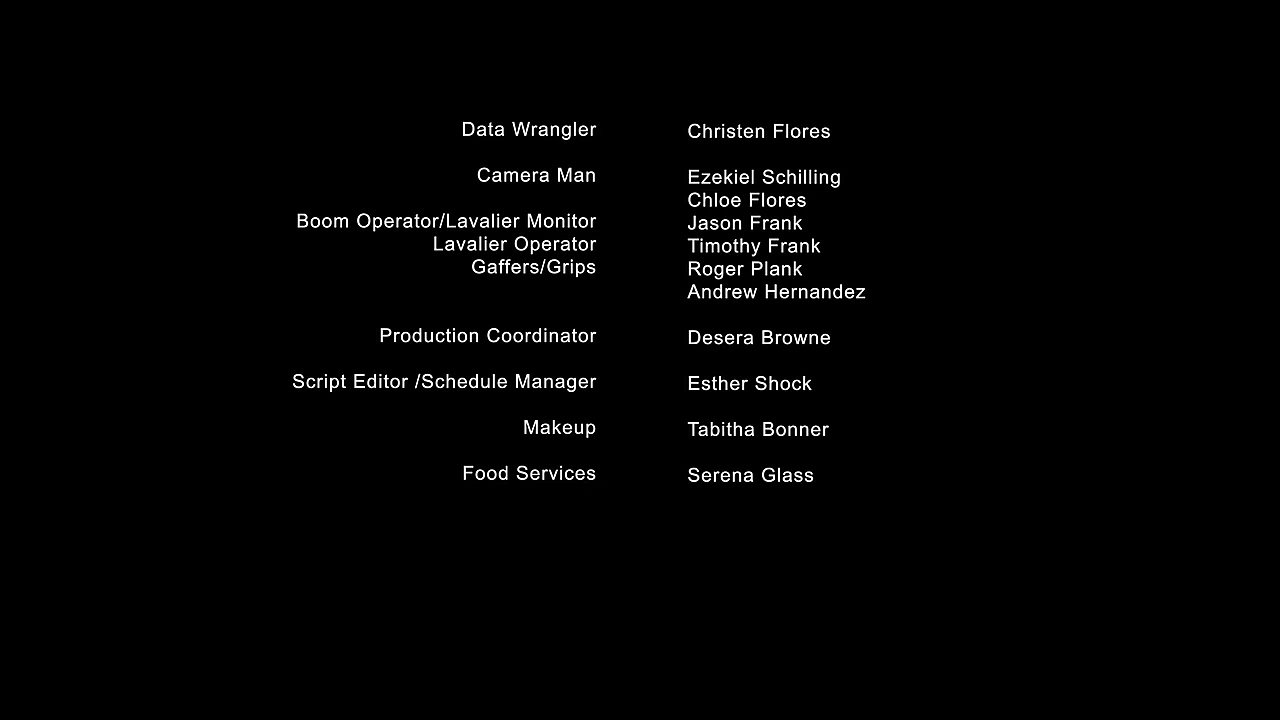 Data Wrangler Christen Flores
Camera Man Ezekiel Schilling
Chloe Flores
Boom Operator/Lavalier Monitor Jason Frank
Lavalier Operator Timothy Frank
Gaffers/Grips Roger Plank
Andrew Hernandez
Production Coordinator Desera Browne
Script Editor /Schedule Manager Esther Shock
Makeup Tabitha Bonner
Food Services Serena Glass